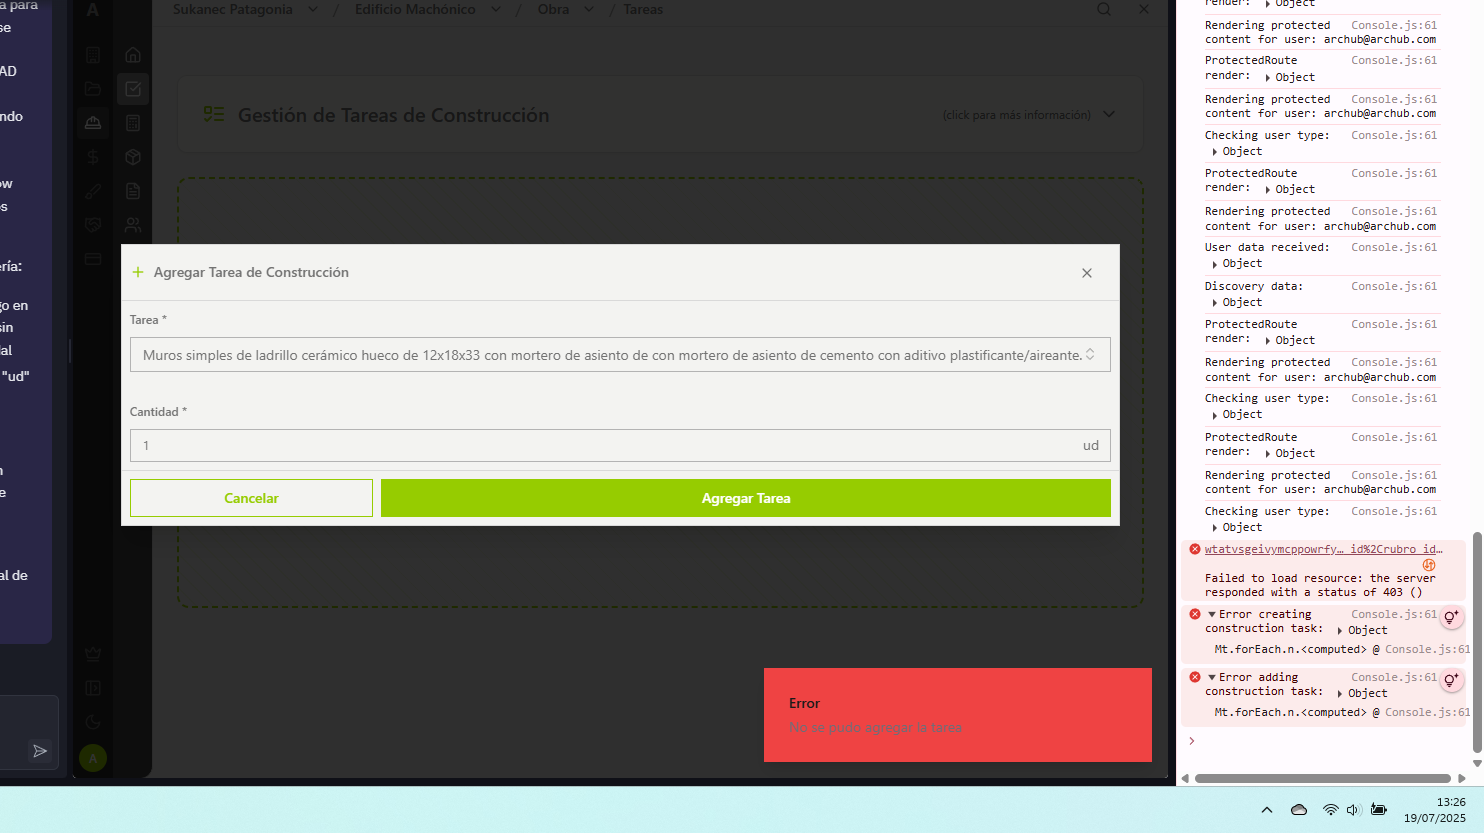 a para
se
AD
ndo
ow
os
ería:
go en
sin
dal
"ud"
n
e
al de
A
Sukanec Patagonia / Edificio Machónico / Obra / Tareas
Gestión de Tareas de Construcción
(click para más información)
Agregar Tarea de Construcción
Tarea *
Muros simples de ladrillo cerámico hueco de 12x18x33 con mortero de asiento de con mortero de asiento de cemento con aditivo plastificante/aireante.
Cantidad *
1 ud
Cancelar
Agregar Tarea
Error
No se pudo agregar la tarea
A
render: Object
Rendering protected Console.js:61
content for user: archub@archub.com
ProtectedRoute Console.js:61
render: Object
Rendering protected Console.js:61
content for user: archub@archub.com
Checking user type: Console.js:61
Object
ProtectedRoute Console.js:61
render: Object
Rendering protected Console.js:61
content for user: archub@archub.com
User data received: Console.js:61
Object
Discovery data: Console.js:61
Object
ProtectedRoute Console.js:61
render: Object
Rendering protected Console.js:61
content for user: archub@archub.com
Checking user type: Console.js:61
Object
ProtectedRoute Console.js:61
render: Object
Rendering protected Console.js:61
content for user: archub@archub.com
Checking user type: Console.js:61
Object
wtatvsgeivymcppowrfy… id%2Crubro_id…
Failed to load resource: the server
responded with a status of 403 ()
Error creating Console.js:61
construction task: Object
Mt.forEach.n.<computed> @ Console.js:61
Error adding Console.js:61
construction task: Object
Mt.forEach.n.<computed> @ Console.js:61
13:26
19/07/2025